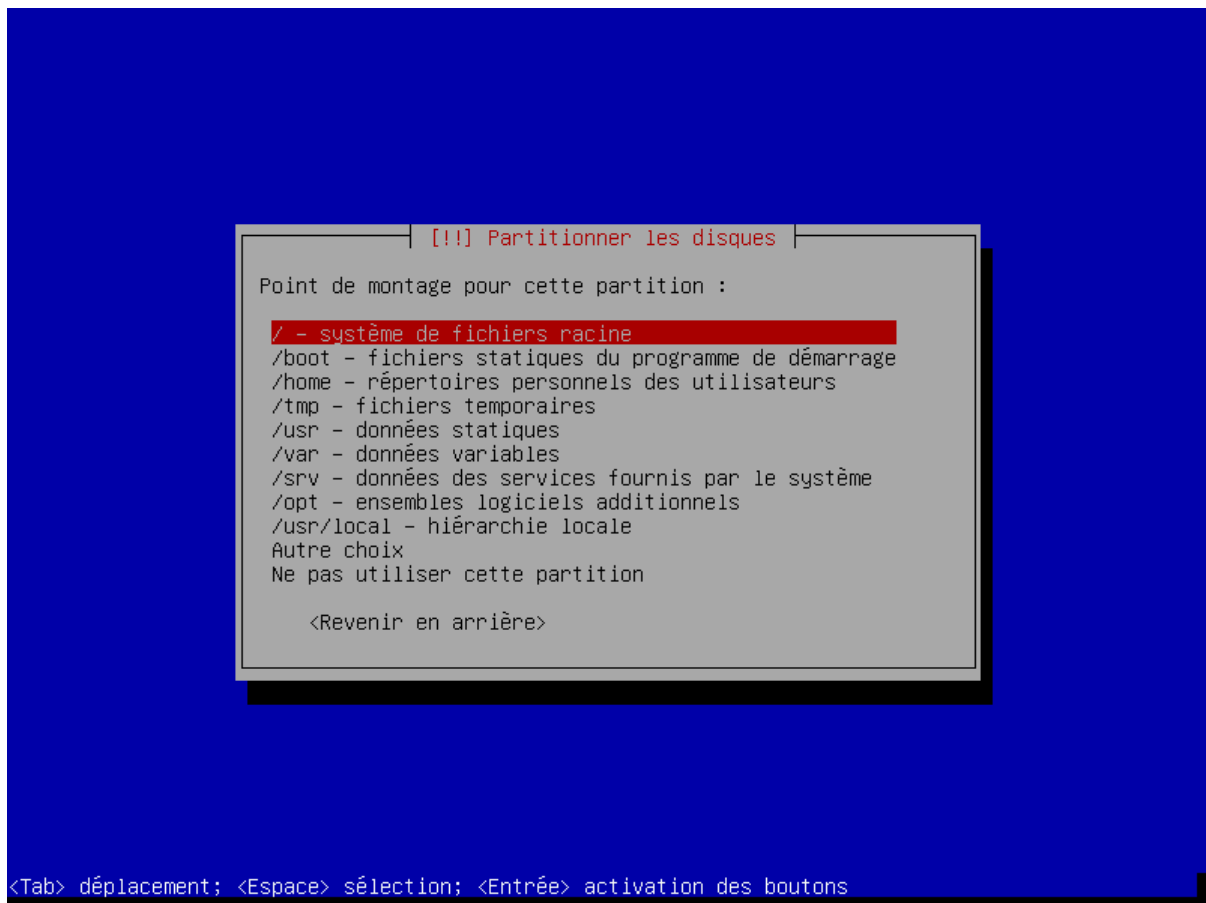 [!!] Partitionner les disques
Point de montage pour cette partition :
/ – système de fichiers racine
/boot – fichiers statiques du programme de démarrage
/home – répertoires personnels des utilisateurs
/tmp – fichiers temporaires
/usr – données statiques
/var – données variables
/srv – données des services fournis par le système
/opt – ensembles logiciels additionnels
/usr/local – hiérarchie locale
Autre choix
Ne pas utiliser cette partition
<Revenir en arrière>
<Tab> déplacement; <Espace> sélection; <Entrée> activation des boutons